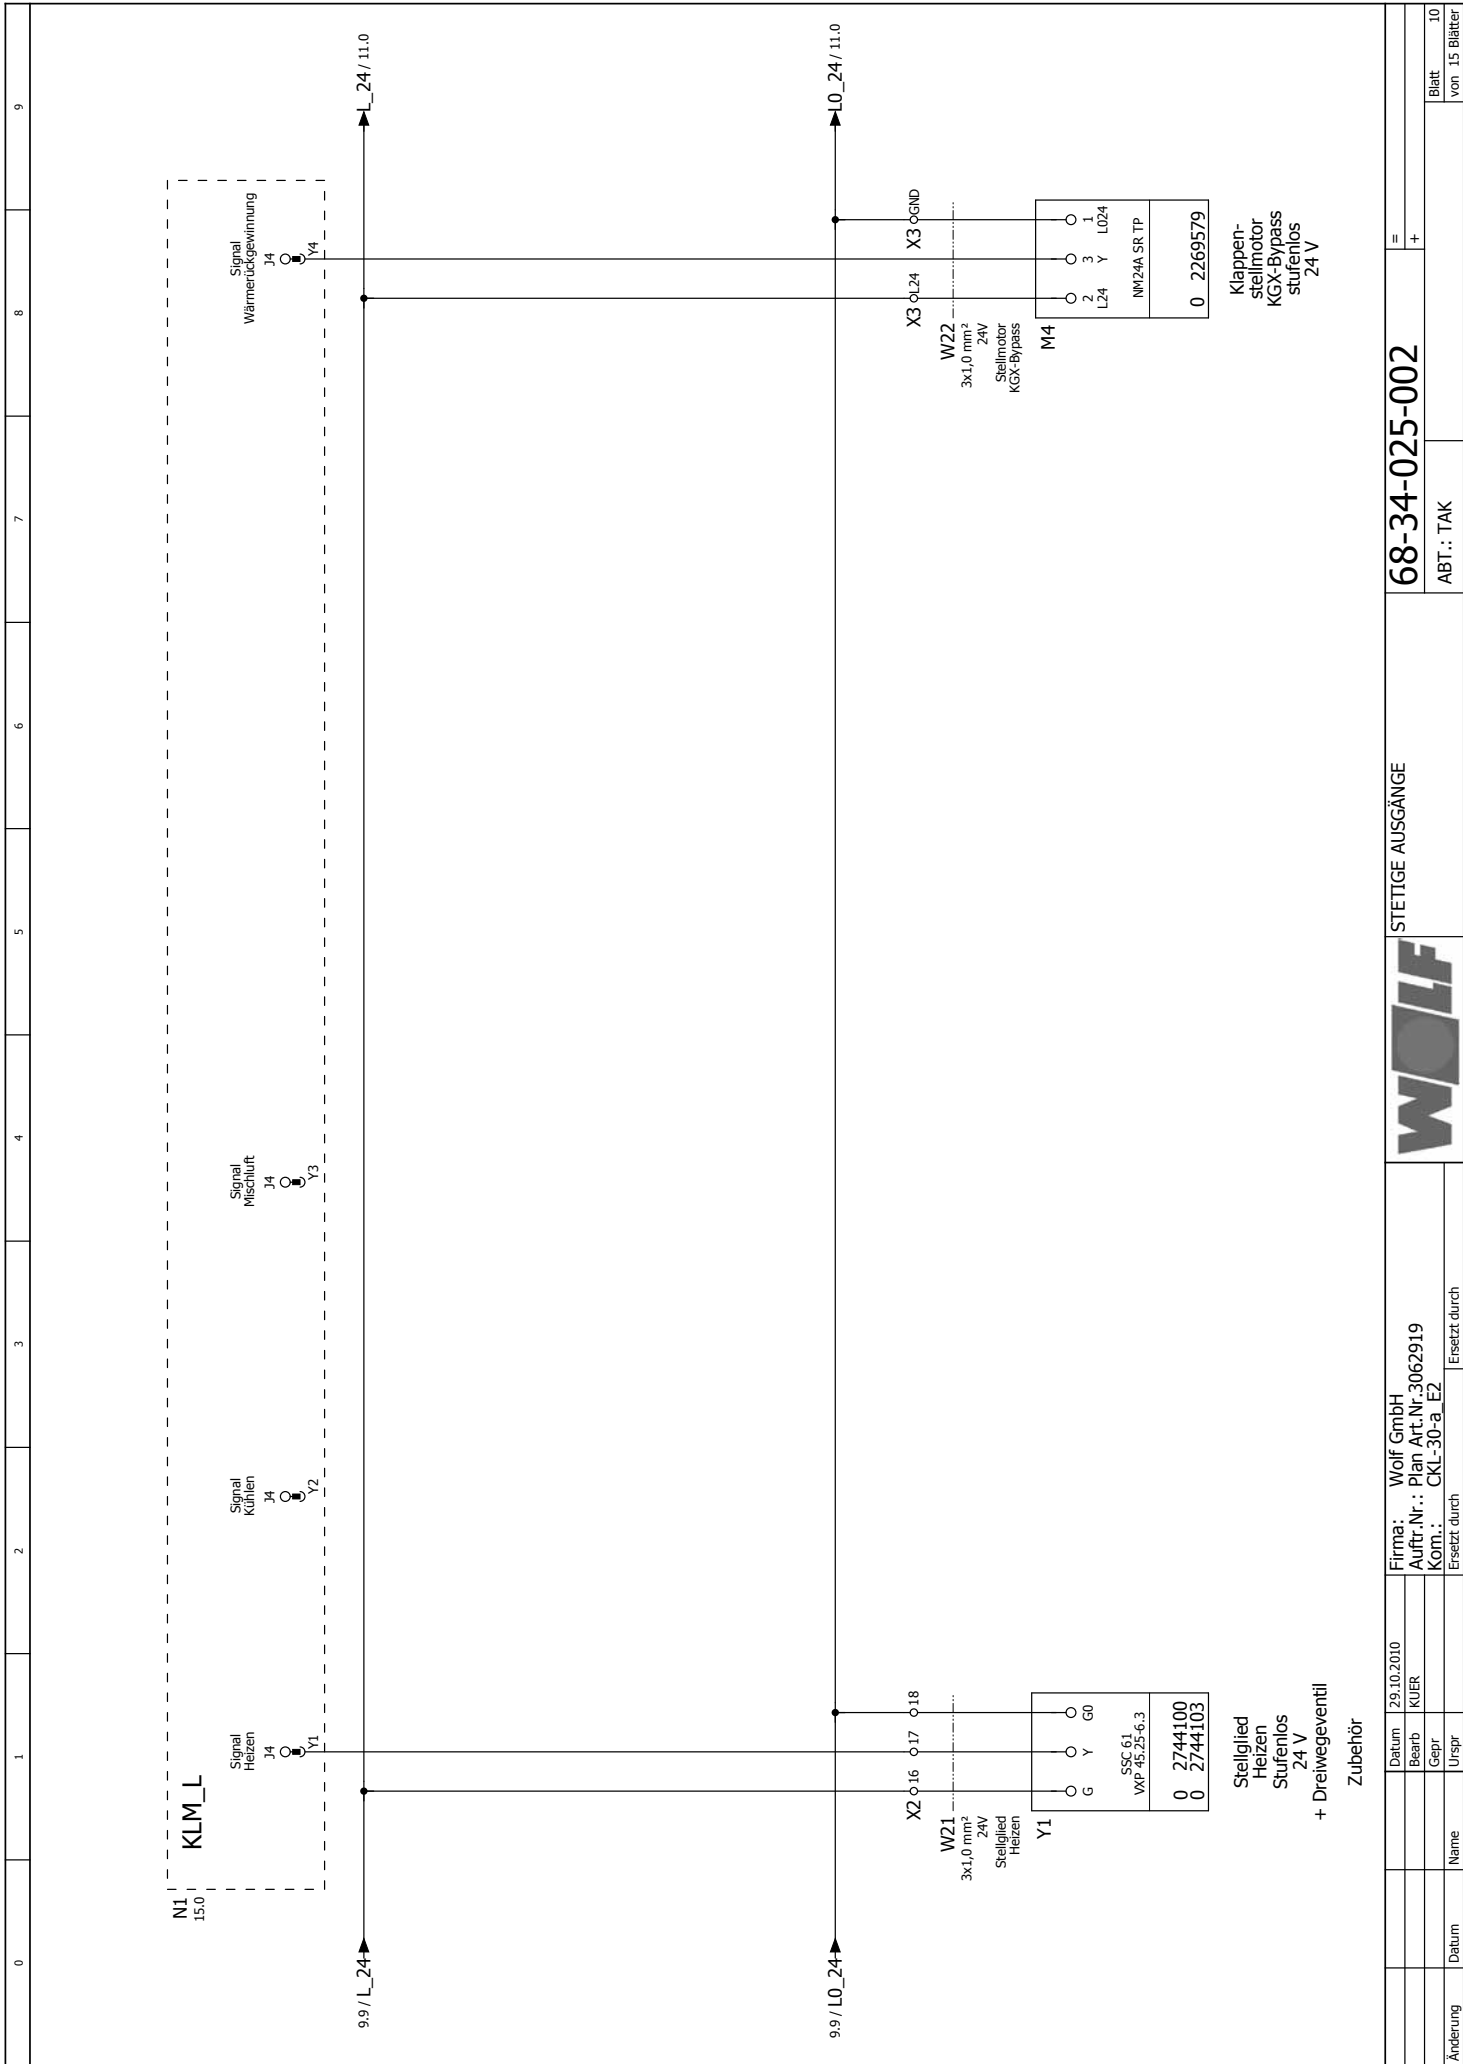 0 1 2 3 4 5 6 7 8 9
N1
15.0
KLM_L
Signal
Heizen
J4
Y1
Signal
Kühlen
J4
Y2
Signal
Mischluft
J4
Y3
Signal
Wärmerückgewinnung
J4
Y4
9.9 / L_24
L_24 / 11.0
9.9 / L0_24
L0_24 / 11.0
X2 16 17 18
W21
3x1,0 mm²
24V
Stellglied
Heizen
Y1
G Y G0
SSC 61
VXP 45.25-6.3
0 2744100
0 2744103
Stellglied
Heizen
Stufenlos
24 V
+ Dreiwegeventil
Zubehör
X3 L24 X3 GND
W22
3x1,0 mm²
24V
Stellmotor
KGX-Bypass
M4
2 3 1
L24 Y L024
NM24A SR TP
0 2269579
Klappen-
stellmotor
KGX-Bypass
stufenlos
24 V
Änderung Datum Name
Datum 29.10.2010
Bearb KUER
Gepr
Urspr
Firma: Wolf GmbH
Auftr.Nr.: Plan Art.Nr.3062919
Kom.: CKL-30-a_E2
Ersetzt durch Ersetzt durch
WOLF
STETIGE AUSGÄNGE
68-34-025-002
ABT.: TAK
=
+
Blatt 10
von 15 Blätter